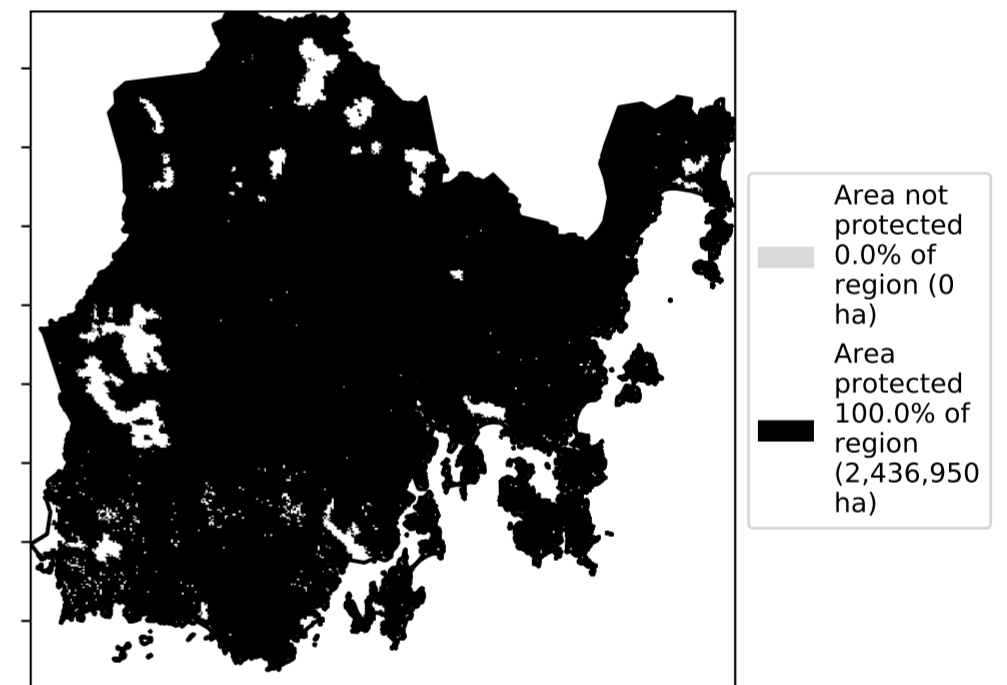 Area not
protected
0.0% of
region (0
ha)
Area
protected
100.0% of
region
(2,436,950
ha)